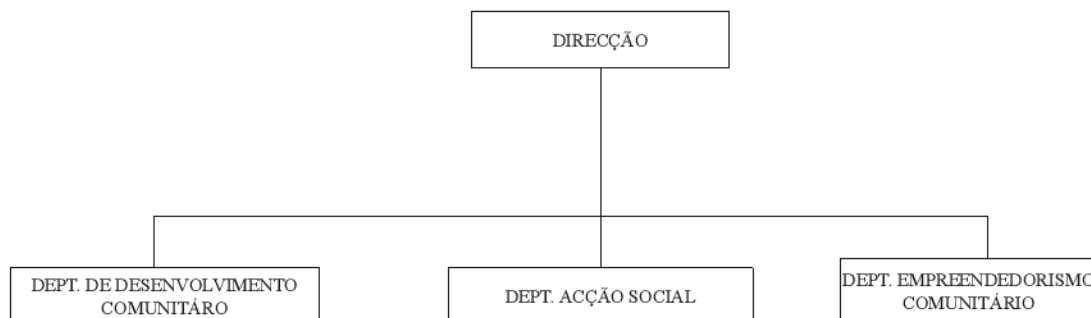 DIRECÇÃO
DEPT. DE DESENVOLVIMENTO
COMUNITÁRO
DEPT. ACÇÃO SOCIAL
DEPT. EMPREENDEDORISMO
COMUNITÁRIO